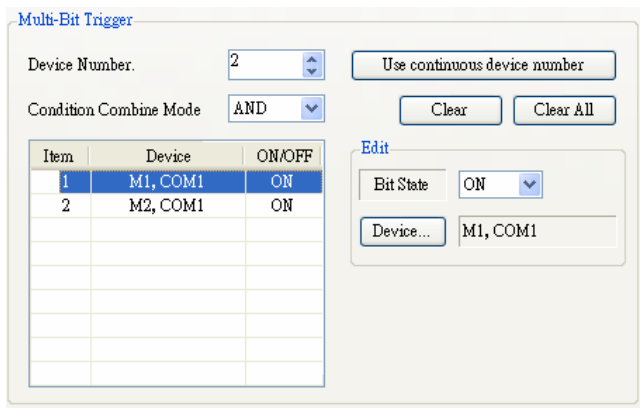 Multi-Bit Trigger
Device Number. 2 Use continuous device number
Condition Combine Mode AND Clear Clear All
Item Device ON/OFF
1 M1, COM1 ON
2 M2, COM1 ON
Edit
Bit State ON
Device... M1, COM1